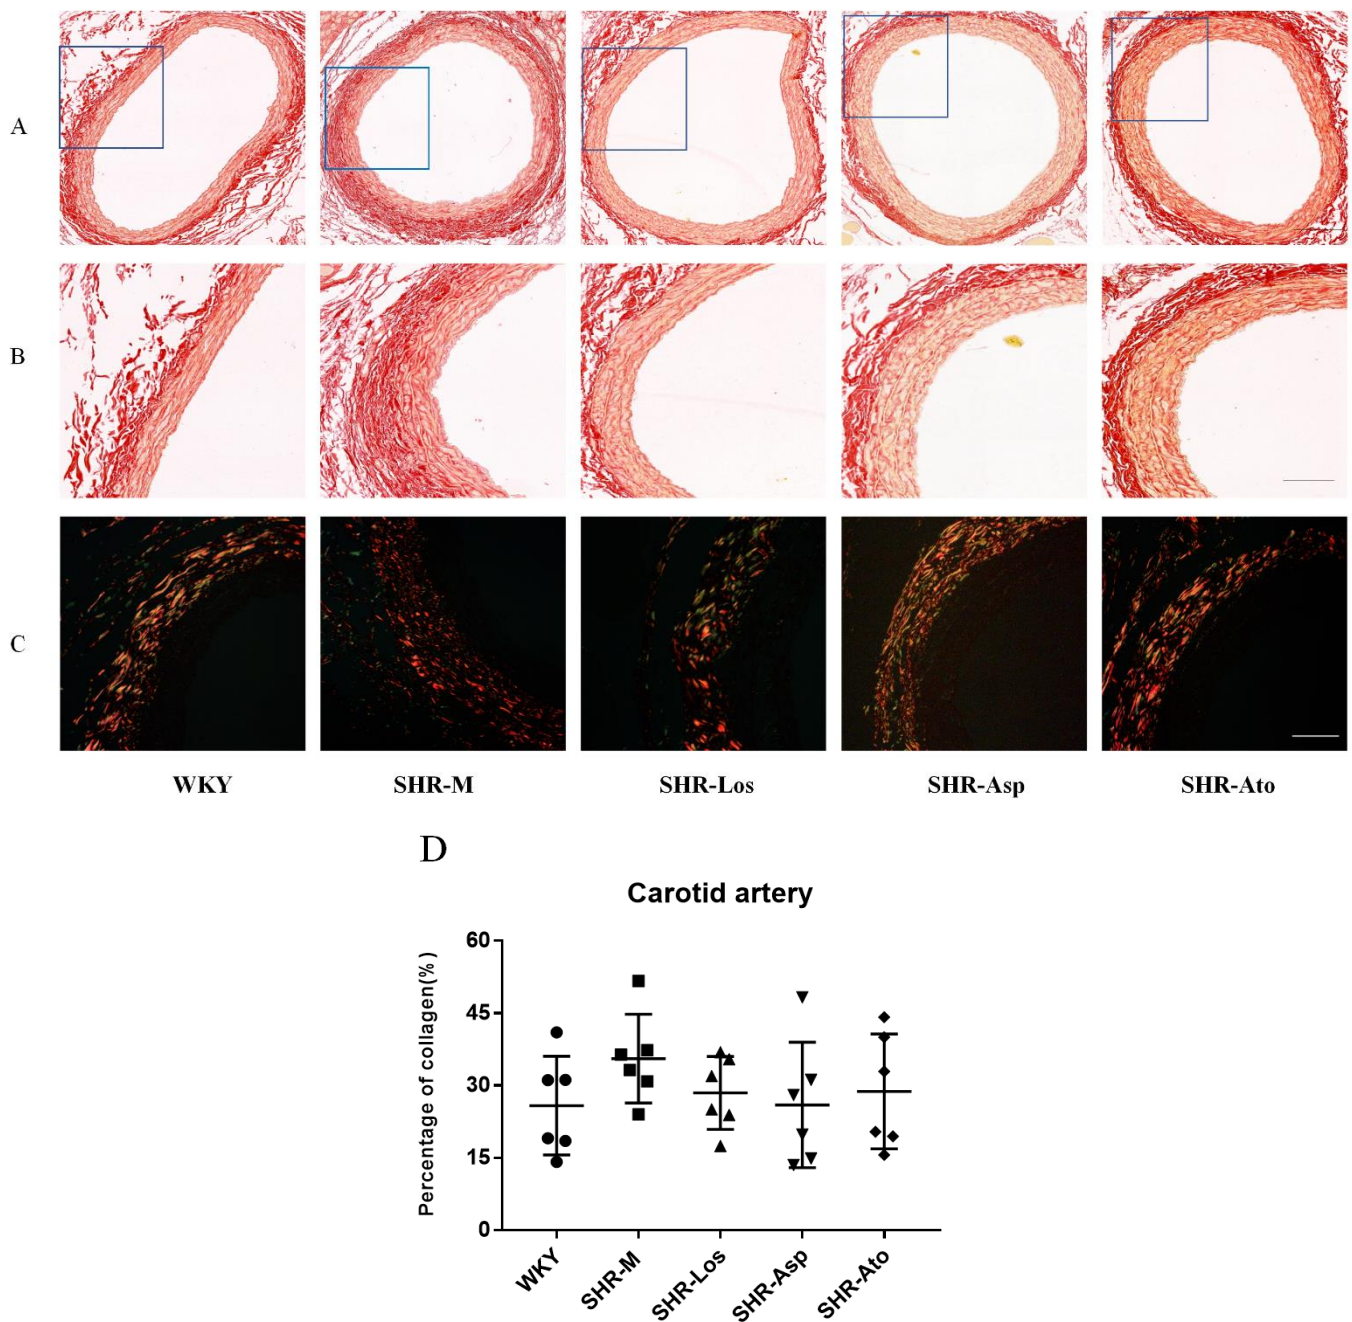 A
B
C
WKY SHR-M SHR-Los SHR-Asp SHR-Ato
D
Carotid artery
Percentage of collagen(%)
60
45
30
15
0
WKY SHR-M SHR-Los SHR-Asp SHR-Ato